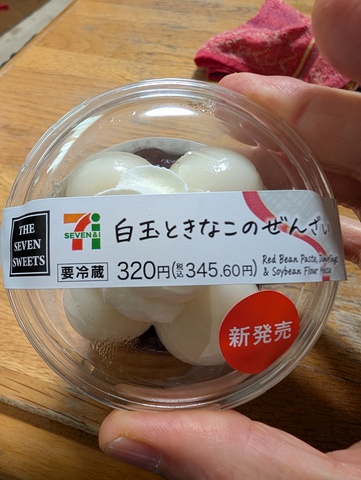 THE
SEVEN
SWEETS
SEVEN&i
白玉ときなこのぜんざい
要冷蔵 320円(税込345.60円)
Red Bean Paste, Dumplings
& Soybean Flour
新発売